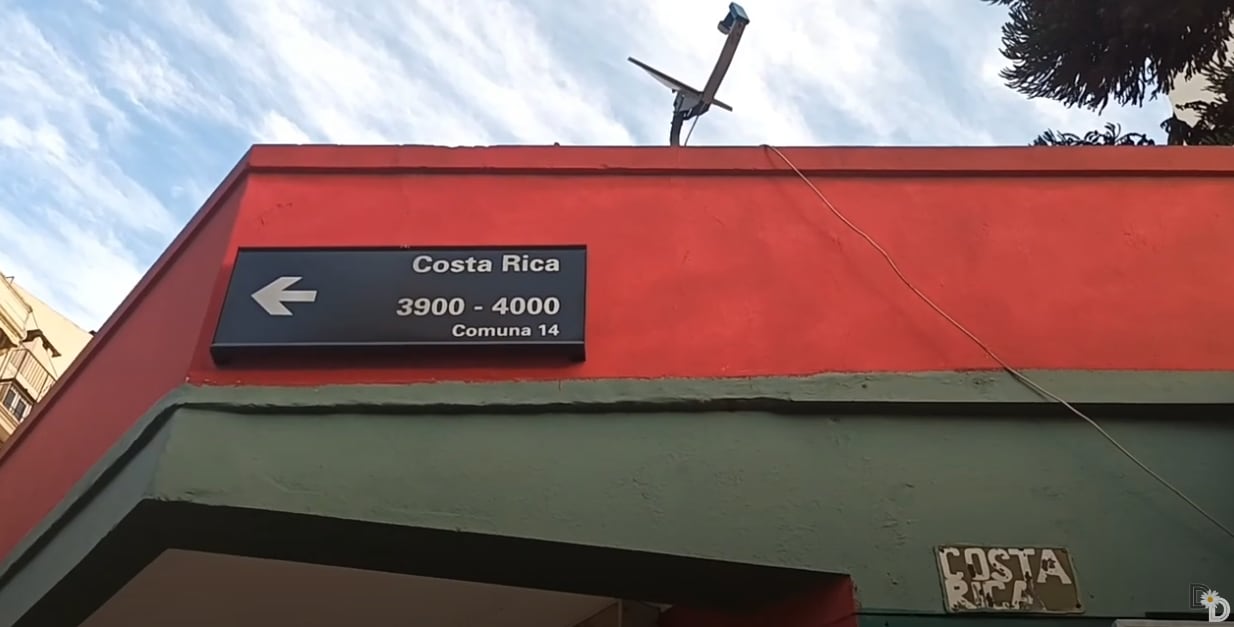 Costa Rica
3900 - 4000
Comuna 14
COSTA
RICA
D
D